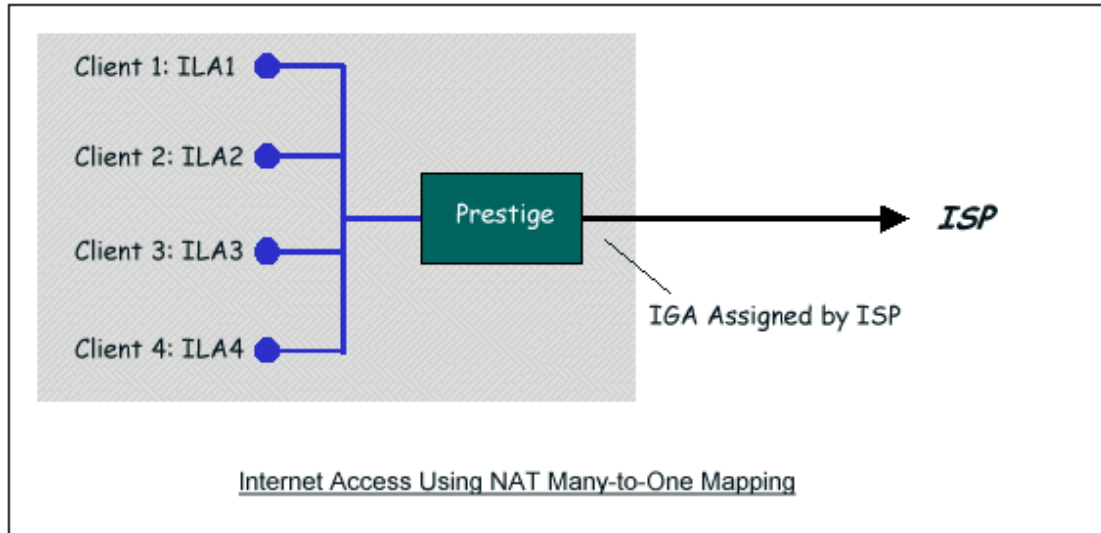 Client 1: ILA1
Client 2: ILA2
Client 3: ILA3
Client 4: ILA4
Prestige
ISP
IGA Assigned by ISP
Internet Access Using NAT Many-to-One Mapping